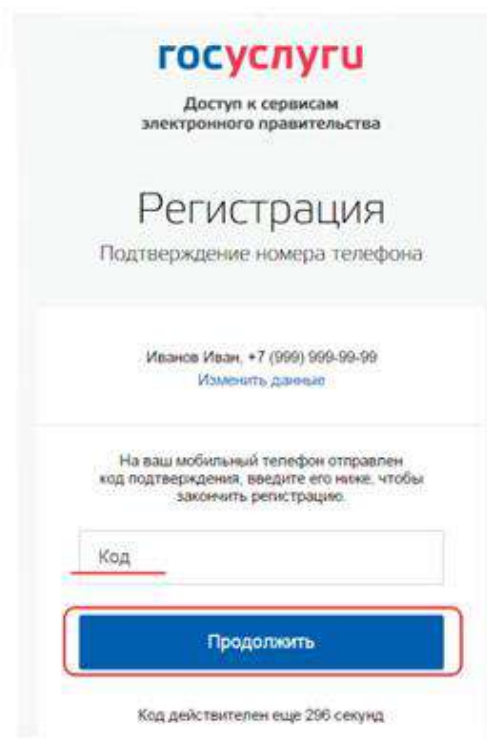 госуслуги
Доступ к сервисам
электронного правительства
Регистрация
Подтверждение номера телефона
Иванов Иван, +7 (999) 999-99-99
Изменить данные
На ваш мобильный телефон отправлен
код подтверждения, введите его ниже, чтобы
закончить регистрацию.
Код
Продолжить
Код действителен еще 296 секунд